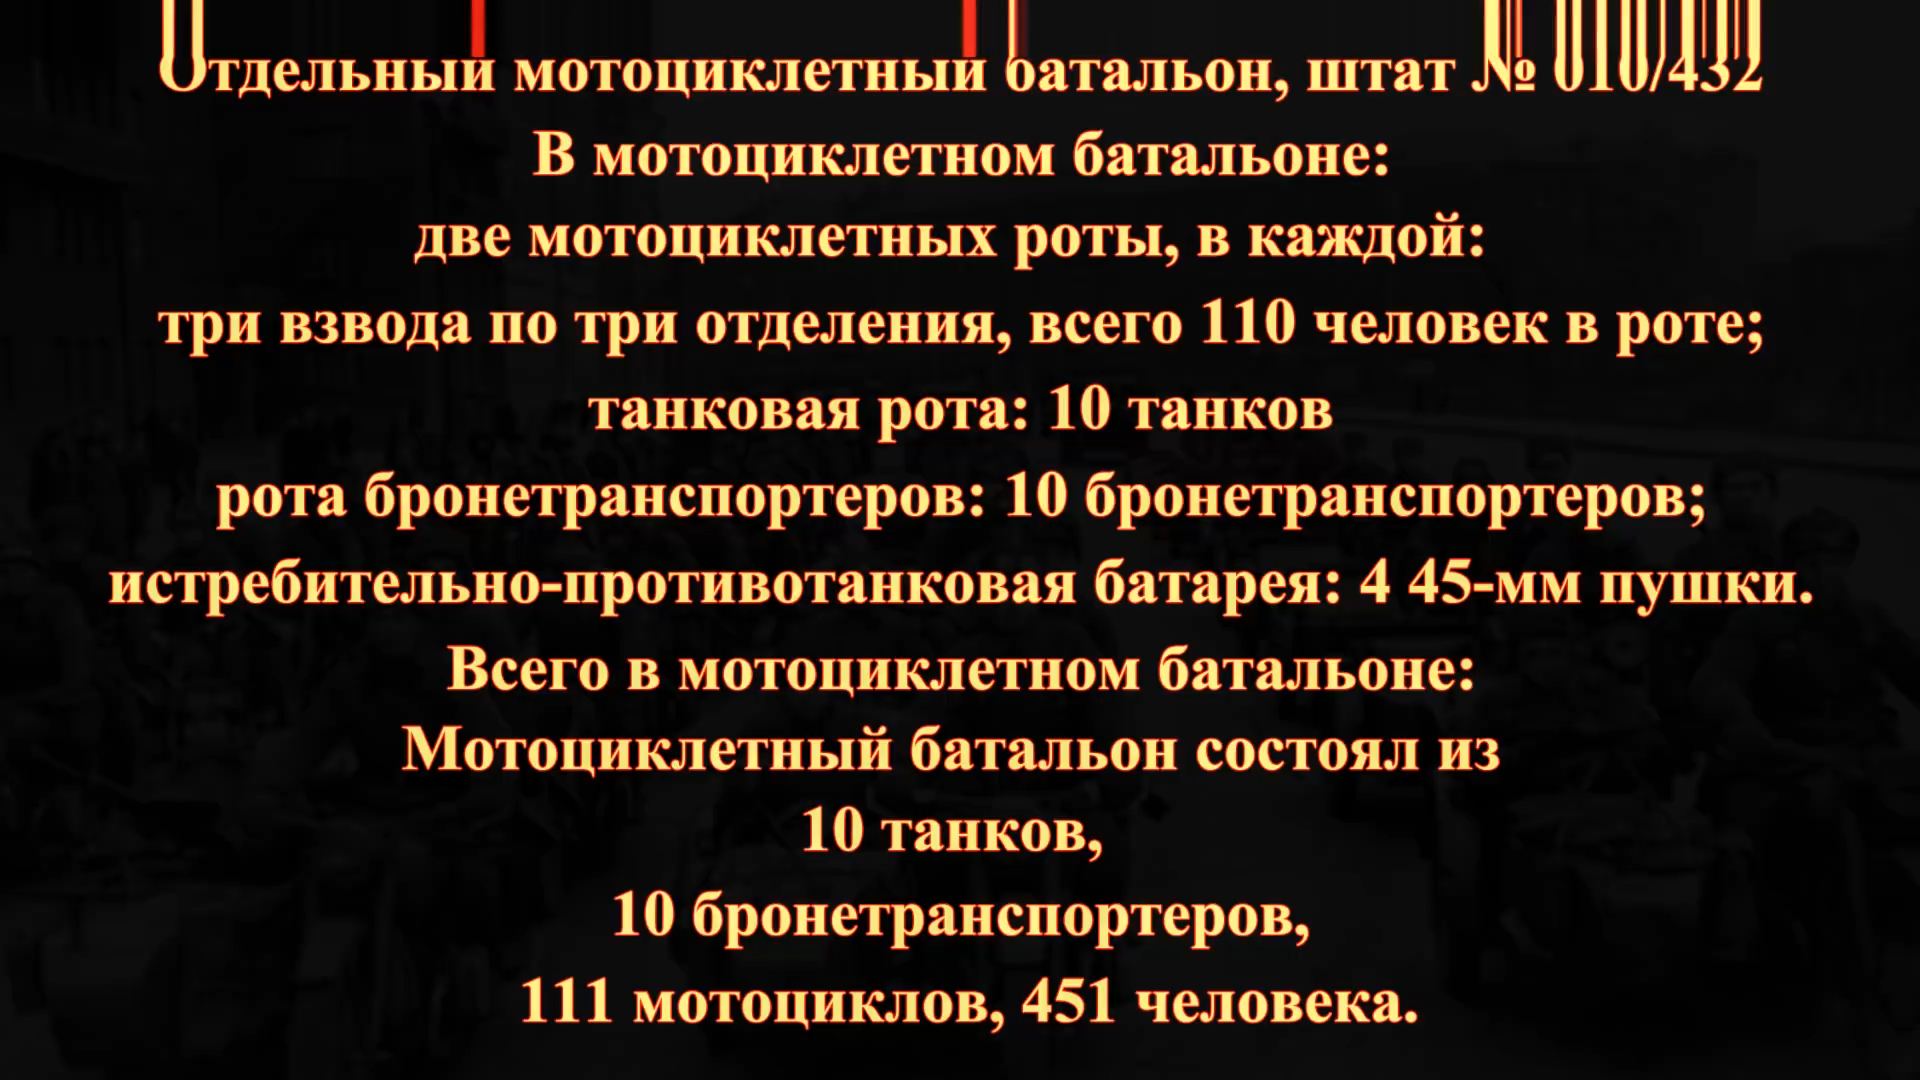 Отдельный мотоциклетный батальон, штат № 010/432
В мотоциклетном батальоне:
две мотоциклетных роты, в каждой:
три взвода по три отделения, всего 110 человек в роте;
танковая рота: 10 танков
рота бронетранспортеров: 10 бронетранспортеров;
истребительно-противотанковая батарея: 4 45-мм пушки.
Всего в мотоциклетном батальоне:
Мотоциклетный батальон состоял из
10 танков,
10 бронетранспортеров,
111 мотоциклов, 451 человека.